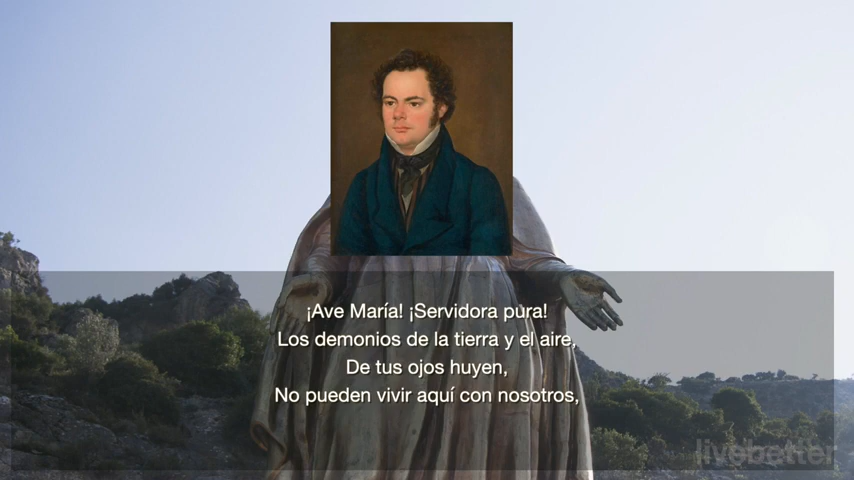 ¡Ave María! ¡Servidora pura!
Los demonios de la tierra y el aire,
De tus ojos huyen,
No pueden vivir aquí con nosotros,
livebetter